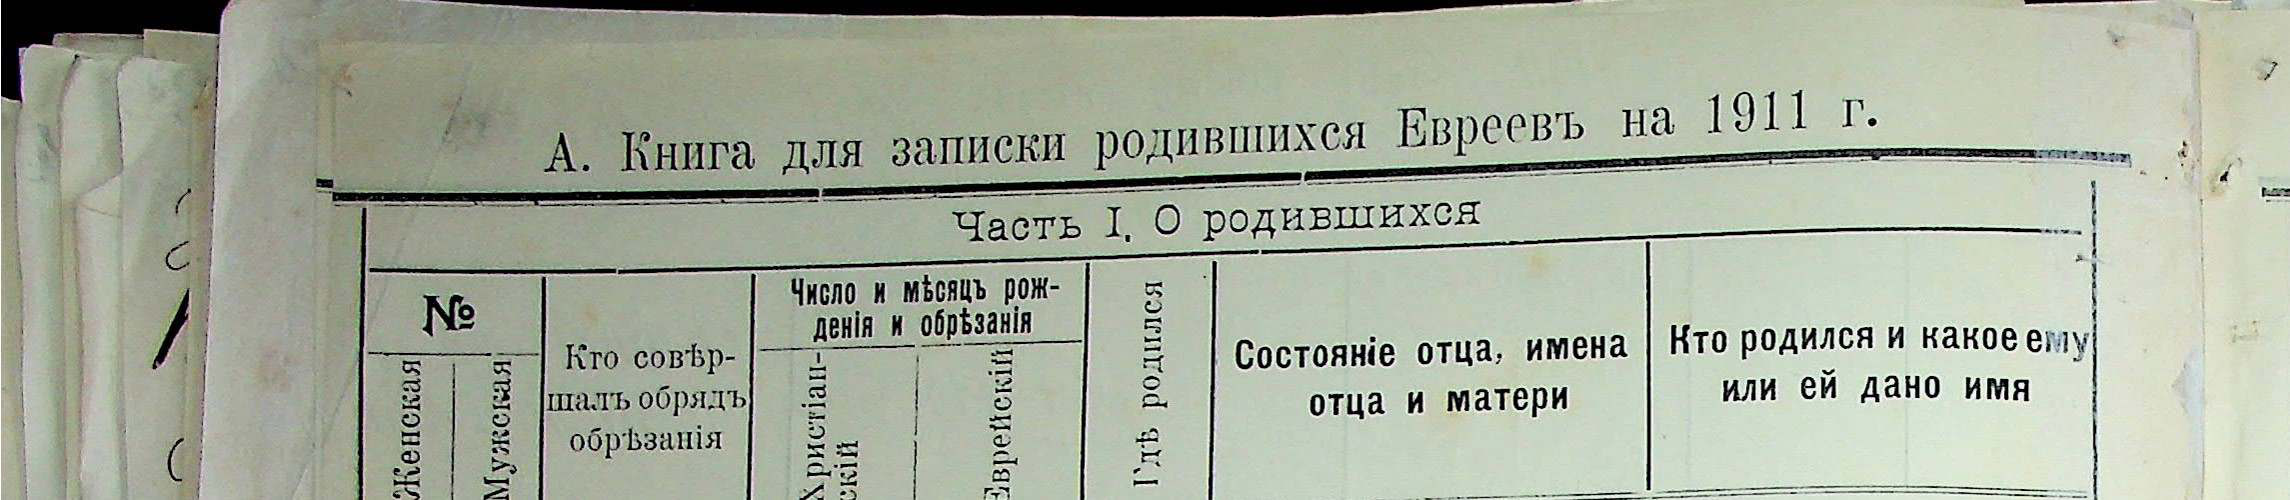 А. Книга для записки родившихся Евреевъ на 1911 г.
Часть I. О родившихся
№
Женская
Мужская
Кто совѣр-
шалъ обрядъ
обрѣзанія
Число и мѣсяцъ рож-
денія и обрѣзанія
Христіан-
скій
Еврейскій
Гдѣ родился
Состояніе отца, имена
отца и матери
Кто родился и какое ему
или ей дано имя